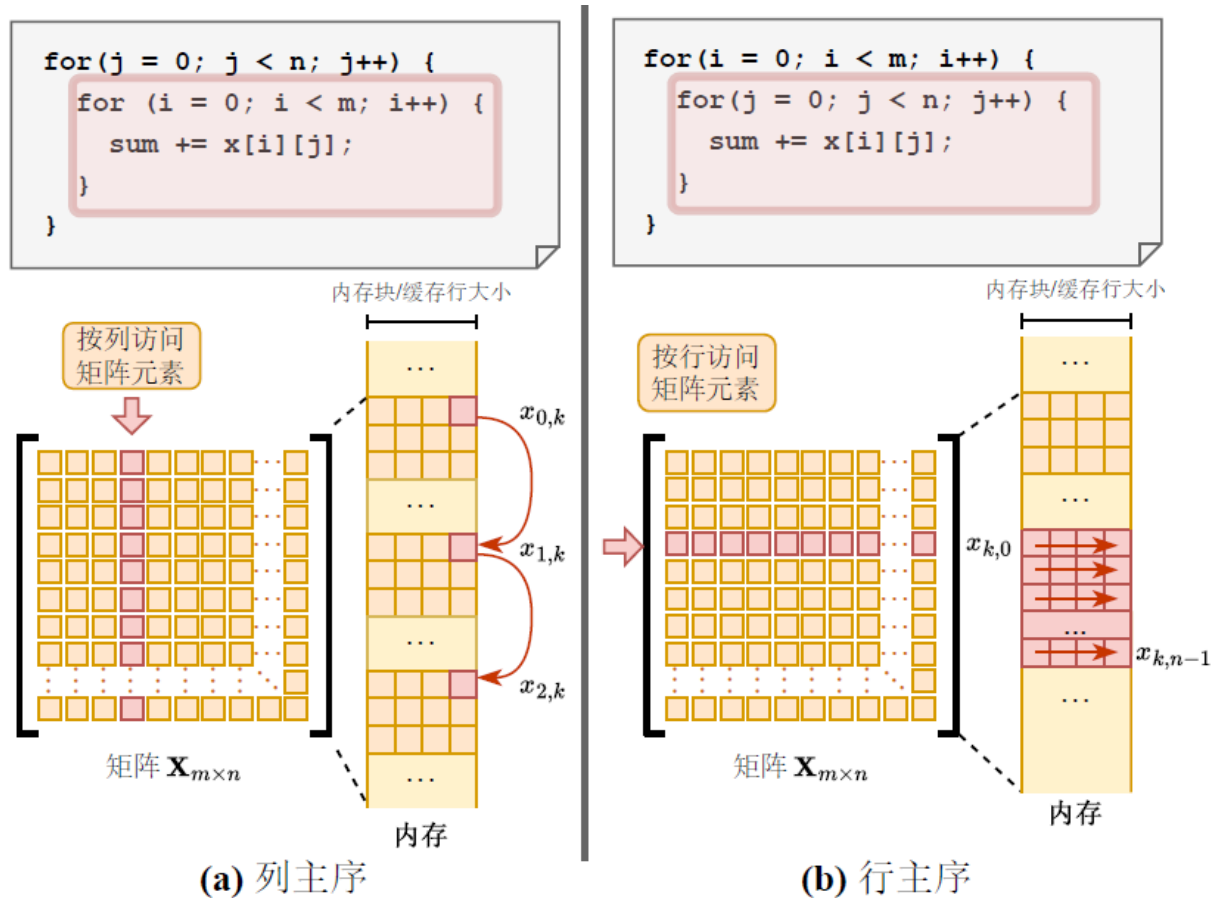 for(j = 0; j < n; j++) {
for (i = 0; i < m; i++) {
sum += x[i][j];
}
}
内存块/缓存行大小
按列访问
矩阵元素
...
x0,k
...
x1,k
...
x2,k
...
矩阵 Xm×n
内存
(a) 列主序
for(i = 0; i < m; i++) {
for(j = 0; j < n; j++) {
sum += x[i][j];
}
}
内存块/缓存行大小
按行访问
矩阵元素
...
...
xk,0
...
xk,n−1
...
矩阵 Xm×n
内存
(b) 行主序